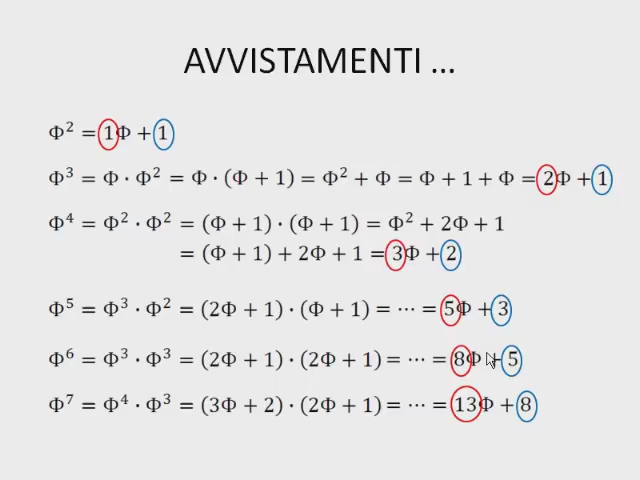 AVVISTAMENTI ...
Φ² = 1Φ + 1
Φ³ = Φ · Φ² = Φ · (Φ + 1) = Φ² + Φ = Φ + 1 + Φ = 2Φ + 1
Φ⁴ = Φ² · Φ² = (Φ + 1) · (Φ + 1) = Φ² + 2Φ + 1
= (Φ + 1) + 2Φ + 1 = 3Φ + 2
Φ⁵ = Φ³ · Φ² = (2Φ + 1) · (Φ + 1) = ⋯ = 5Φ + 3
Φ⁶ = Φ³ · Φ³ = (2Φ + 1) · (2Φ + 1) = ⋯ = 8Φ + 5
Φ⁷ = Φ⁴ · Φ³ = (3Φ + 2) · (2Φ + 1) = ⋯ = 13Φ + 8